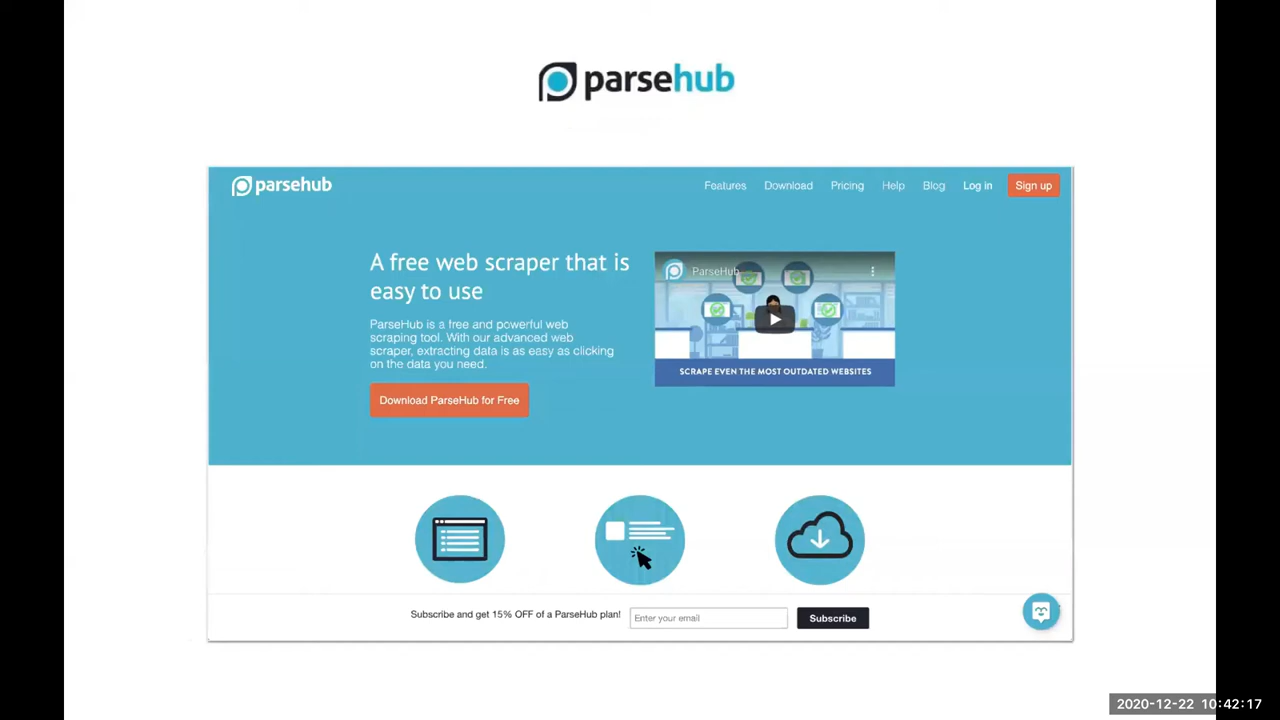 parsehub
parsehub
Features Download Pricing Help Blog Log in Sign up
A free web scraper that is
easy to use
ParseHub is a free and powerful web
scraping tool. With our advanced web
scraper, extracting data is as easy as clicking
on the data you need.
Download ParseHub for Free
ParseHub
SCRAPE EVEN THE MOST OUTDATED WEBSITES
Subscribe and get 15% OFF of a ParseHub plan!
Enter your email
Subscribe
2020-12-22 10:42:17